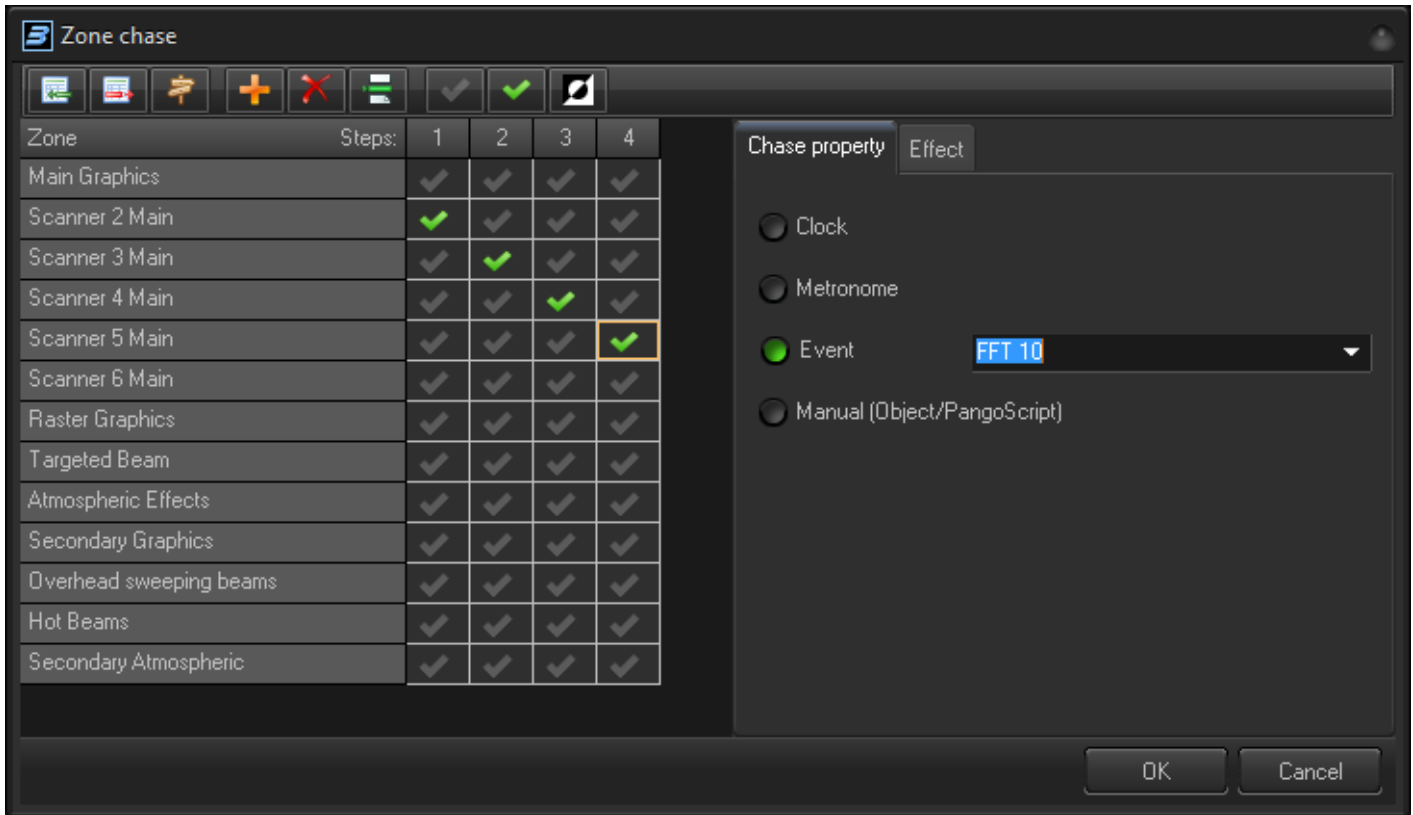 Zone chase
Zone Steps: 1 2 3 4
Main Graphics
Scanner 2 Main
Scanner 3 Main
Scanner 4 Main
Scanner 5 Main
Scanner 6 Main
Raster Graphics
Targeted Beam
Atmospheric Effects
Secondary Graphics
Overhead sweeping beams
Hot Beams
Secondary Atmospheric
Chase property Effect
Clock
Metronome
Event FFT 10
Manual (Object/PangoScript)
OK Cancel